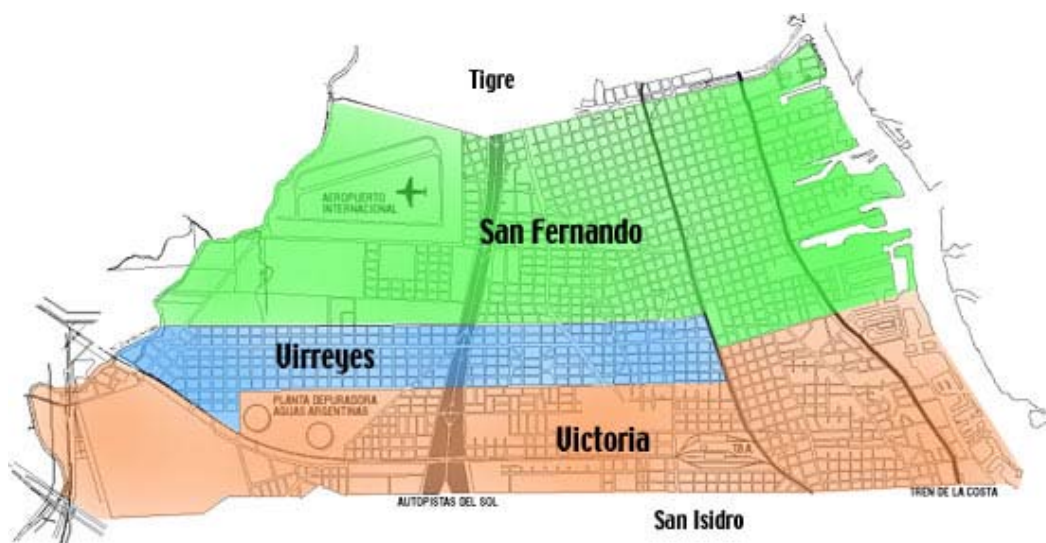 Tigre
AEROPUERTO
INTERNACIONAL
San Fernando
Virreyes
PLANTA DEPURADORA
AGUAS ARGENTINAS
Victoria
TBA
AUTOPISTAS DEL SOL
TREN DE LA COSTA
San Isidro